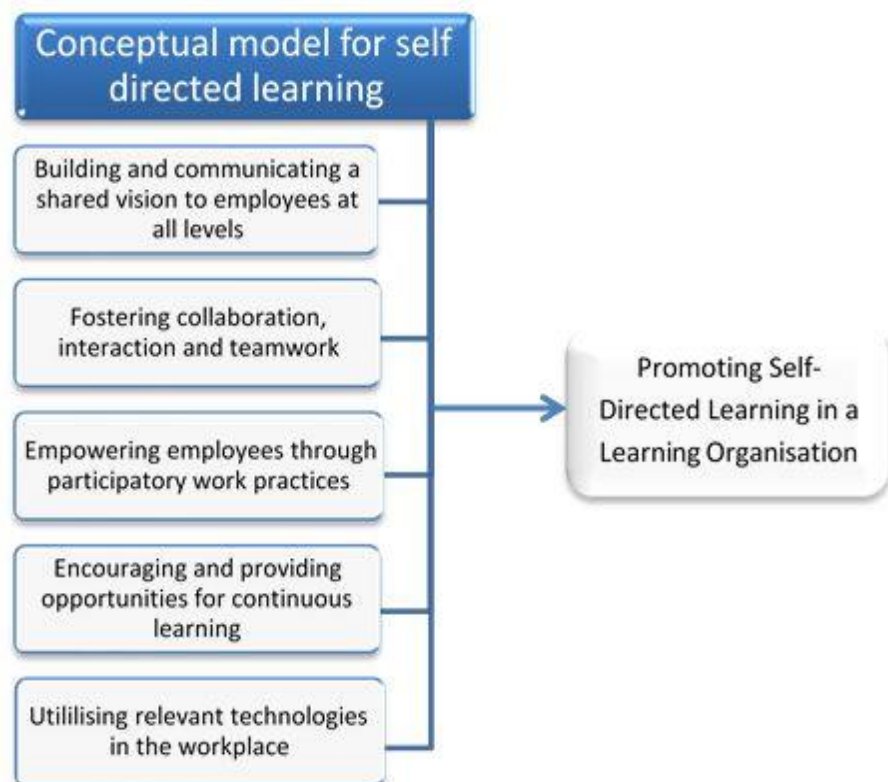 Conceptual model for self
directed learning
Building and communicating a
shared vision to employees at
all levels
Fostering collaboration,
interaction and teamwork
Empowering employees through
participatory work practices
Encouraging and providing
opportunities for continuous
learning
Utililising relevant technologies
in the workplace
Promoting Self-
Directed Learning in a
Learning Organisation